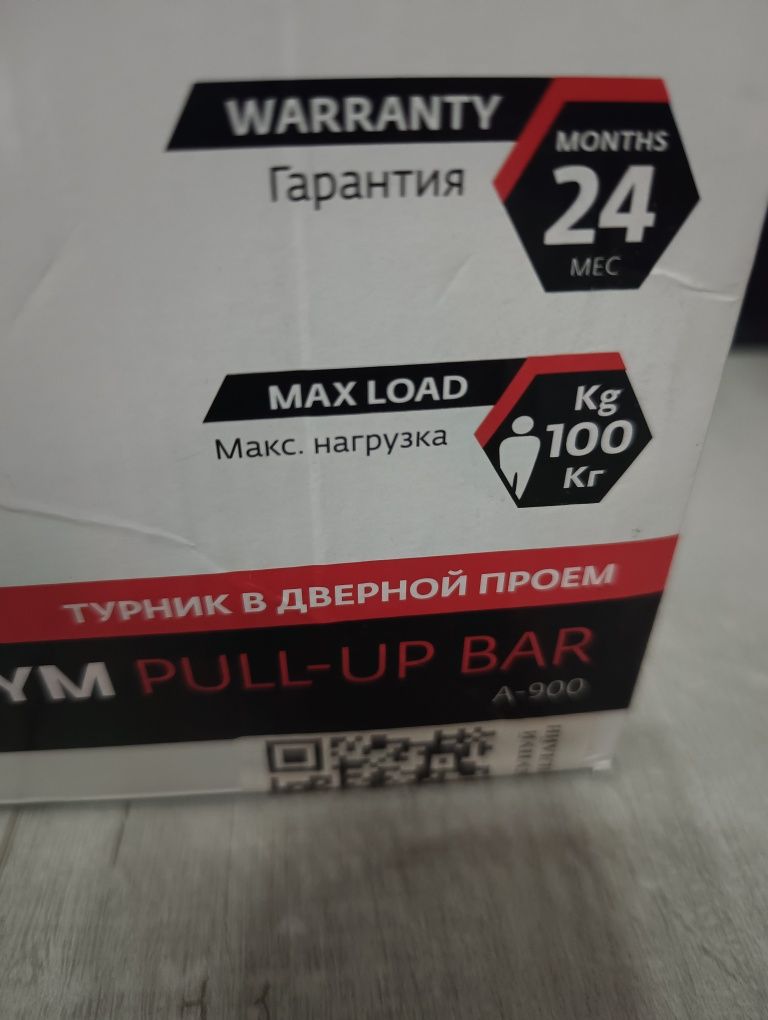 WARRANTY
Гарантия
MONTHS
24
МЕС
MAX LOAD
Макс. нагрузка
Kg
100
Кг
ТУРНИК В ДВЕРНОЙ ПРОЕМ
YM PULL-UP BAR
A-900